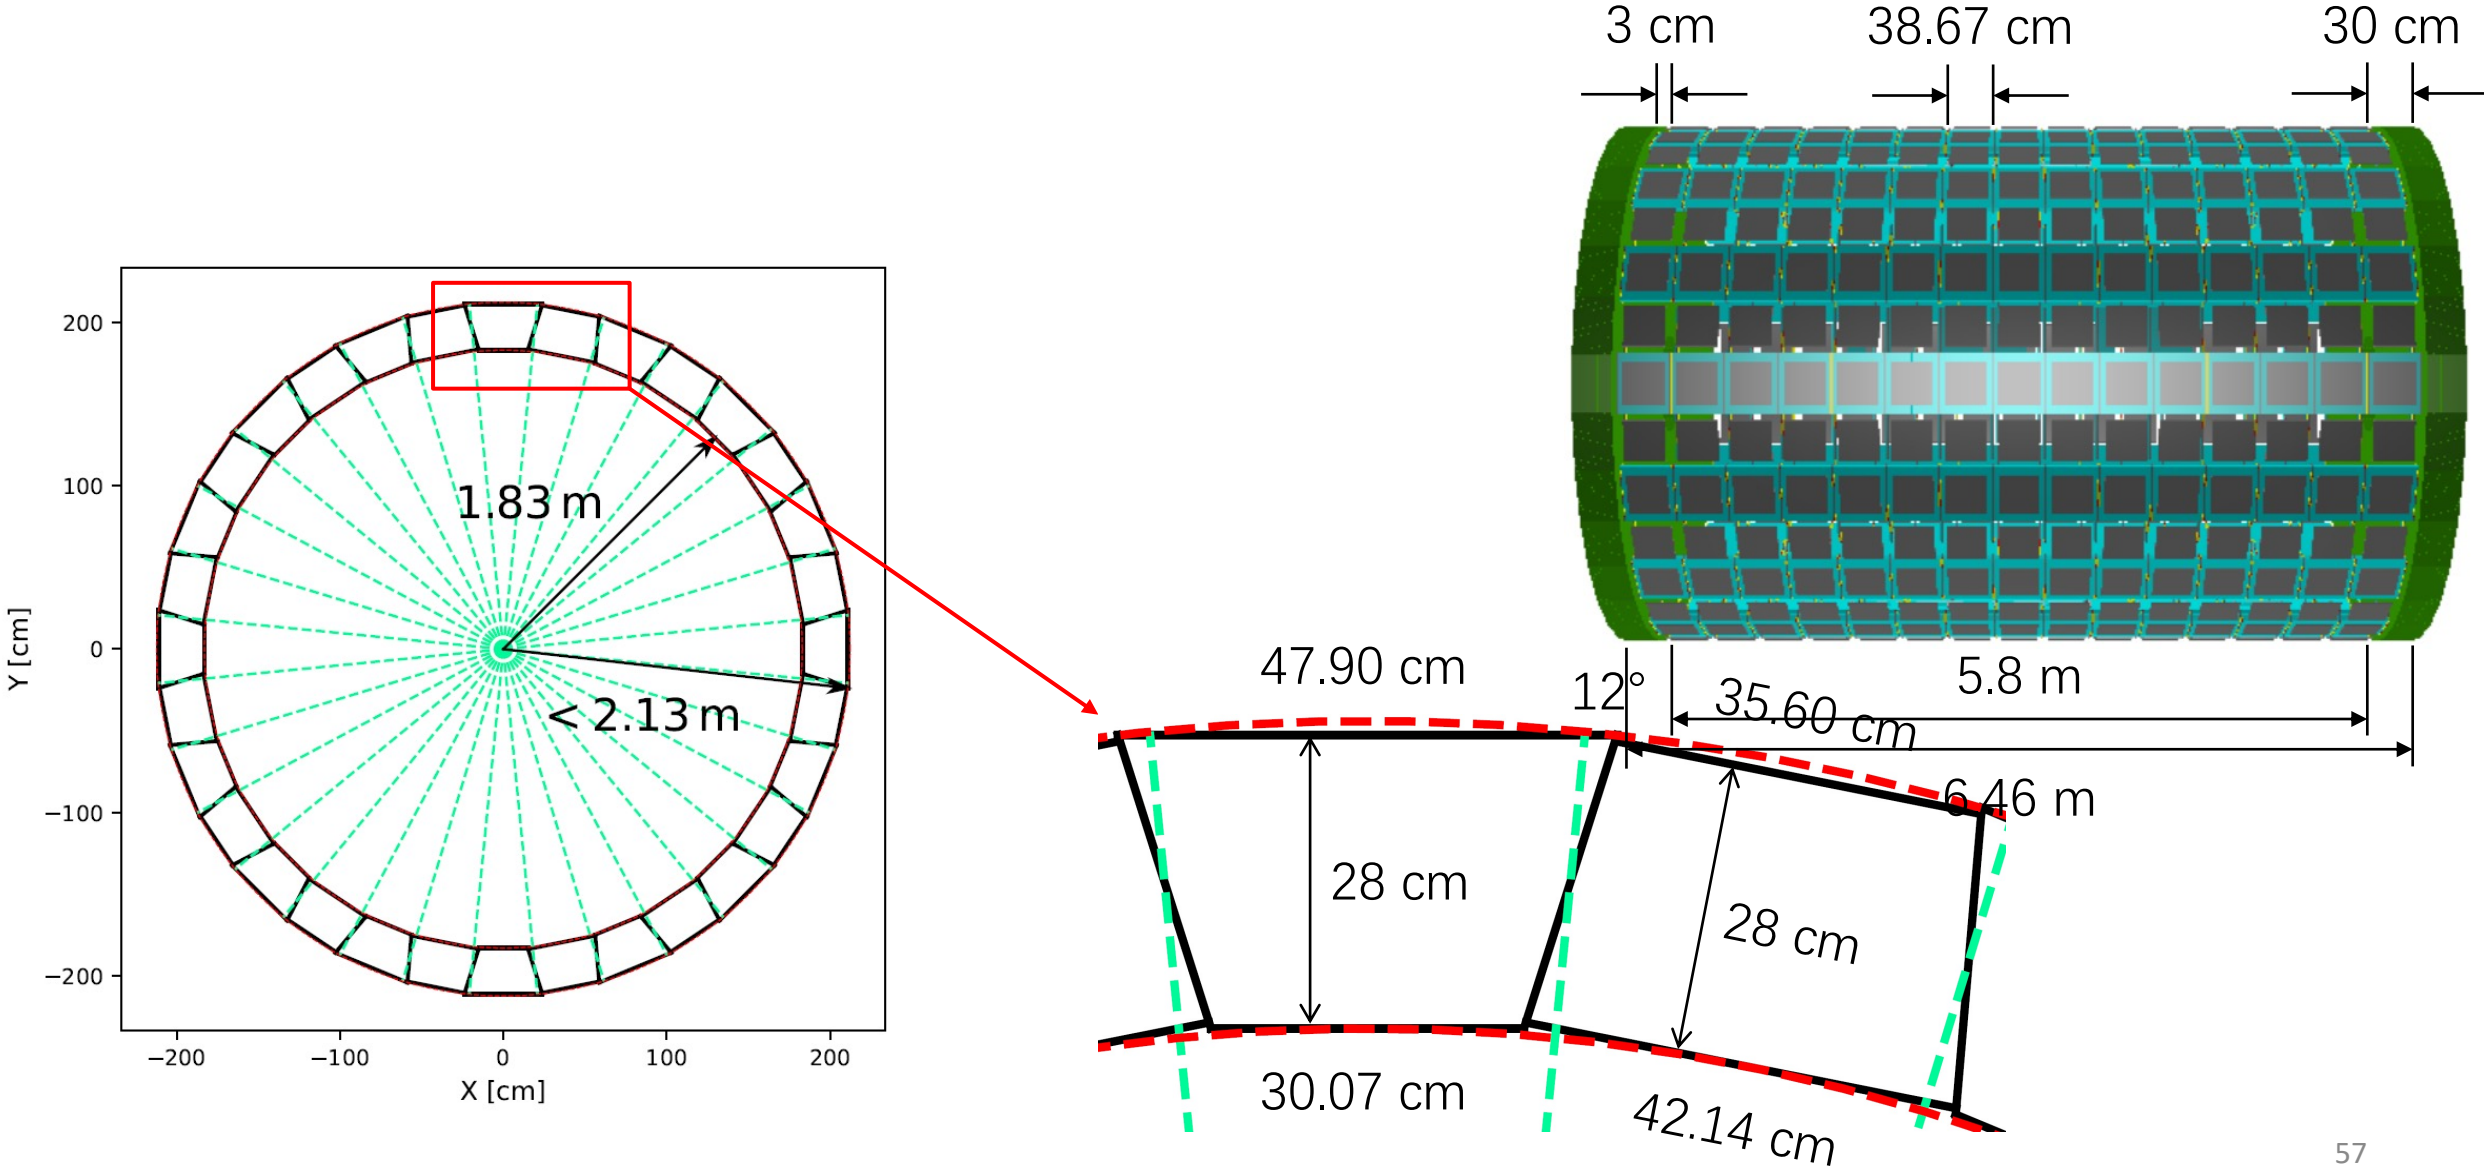 3 cm
38.67 cm
30 cm
200
100
0
−100
−200
Y [cm]
−200
−100
0
100
200
X [cm]
1.83 m
< 2.13 m
5.8 m
6.46 m
47.90 cm
12°
35.60 cm
28 cm
28 cm
30.07 cm
42.14 cm
57